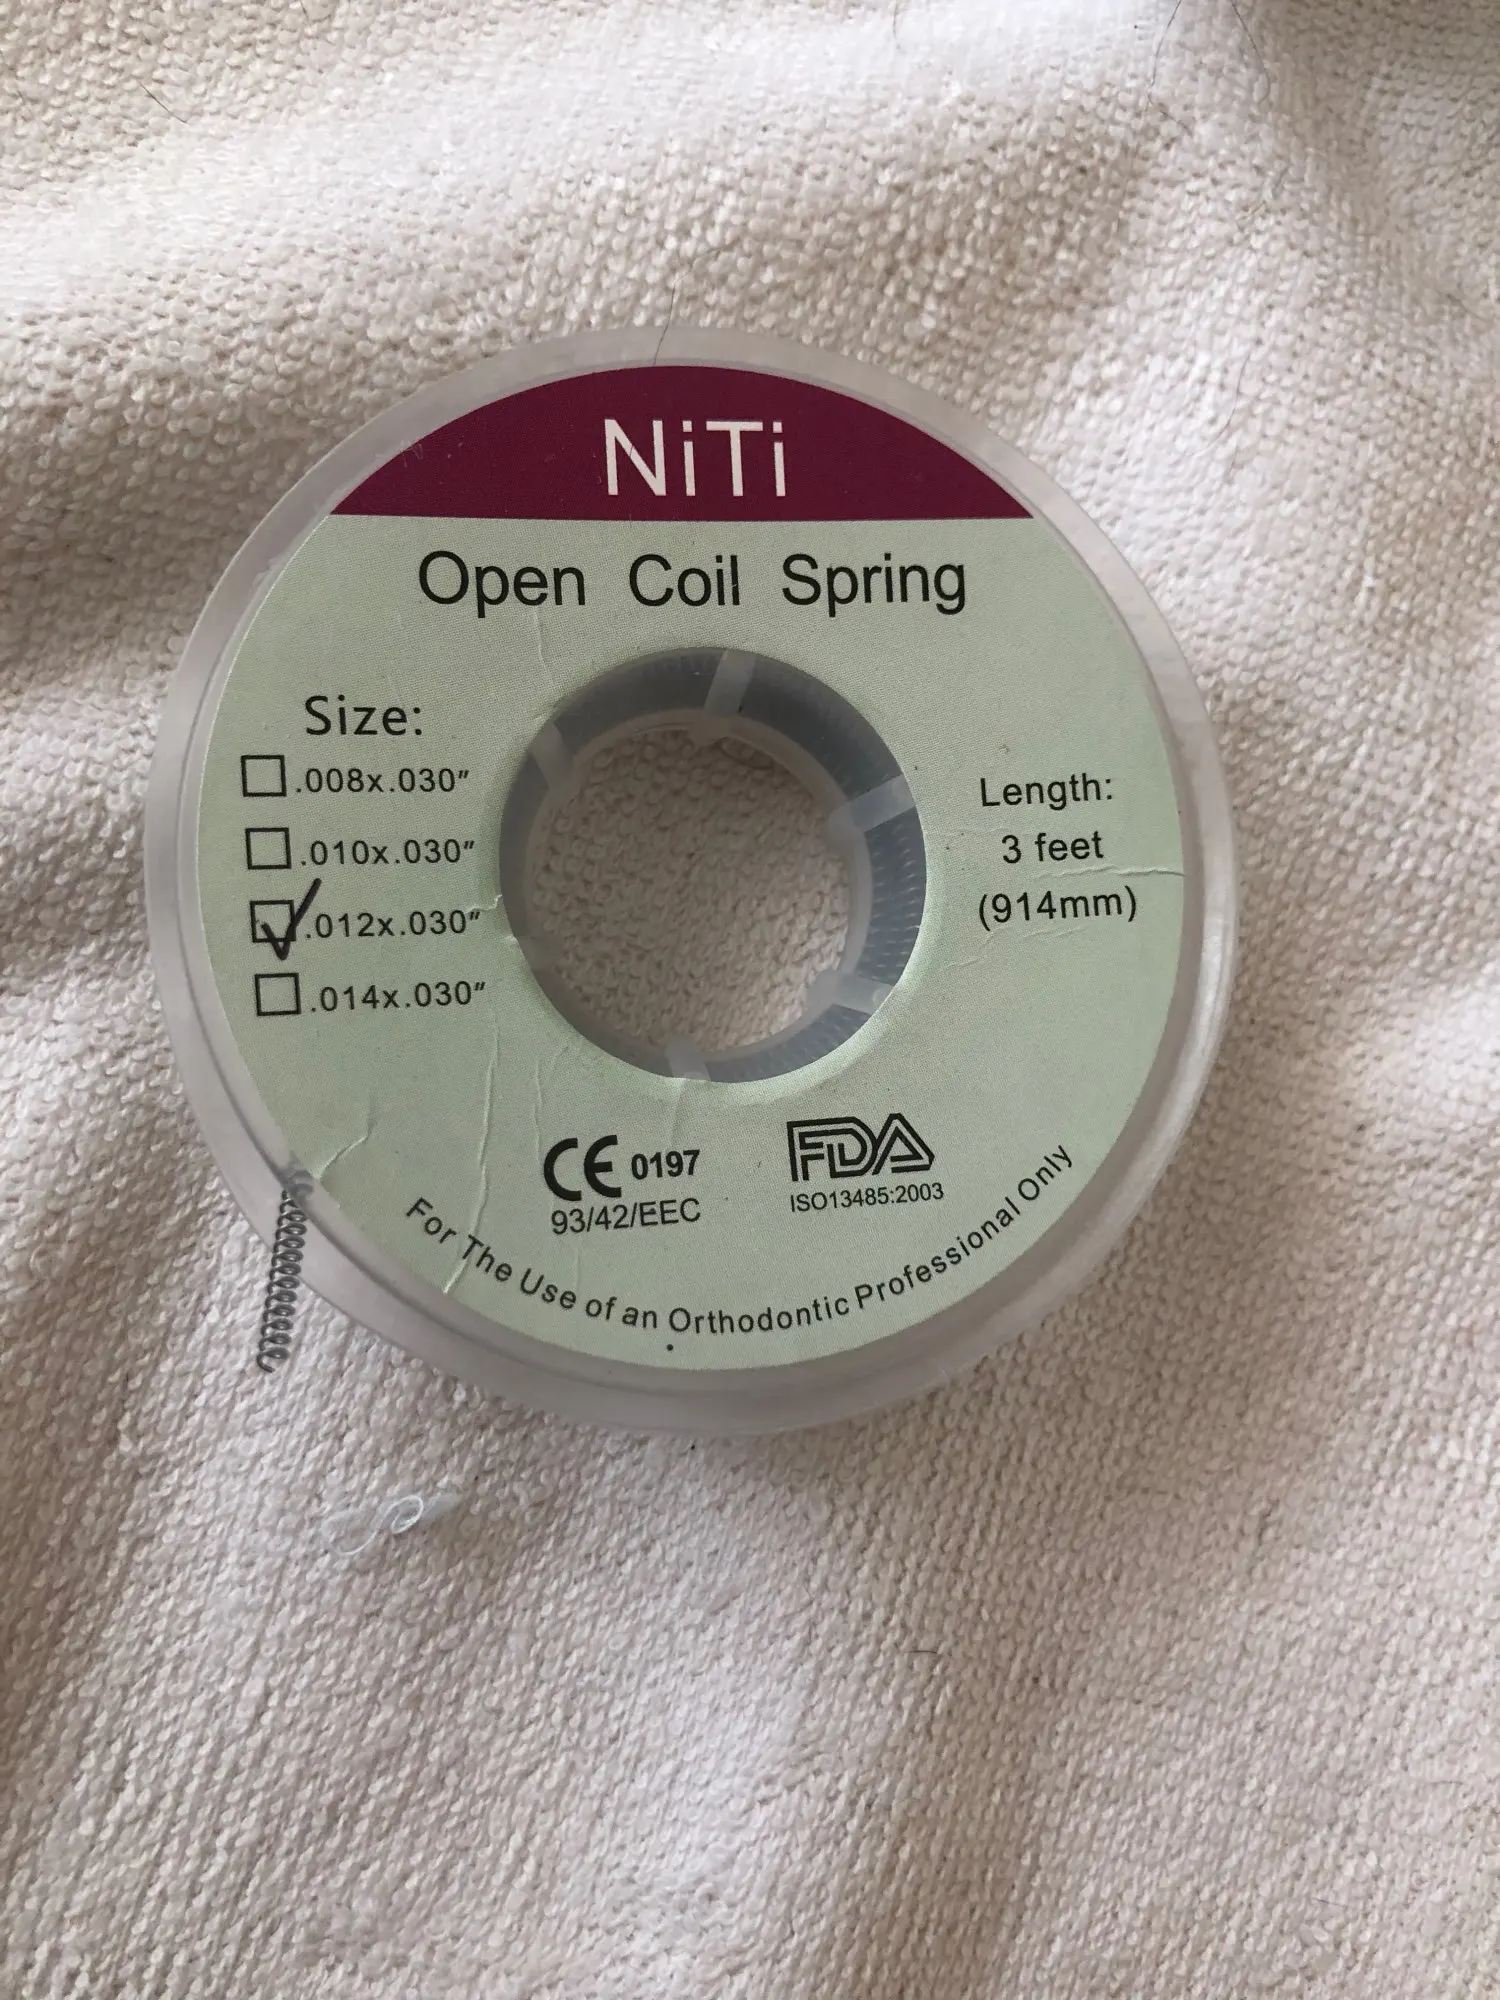 NiTi
Open Coil Spring
Size:
.008x.030"
.010x.030"
.012x.030"
.014x.030"
Length:
3 feet
(914mm)
CE 0197
93/42/EEC
FDA
ISO13485:2003
For The Use of an Orthodontic Professional Only